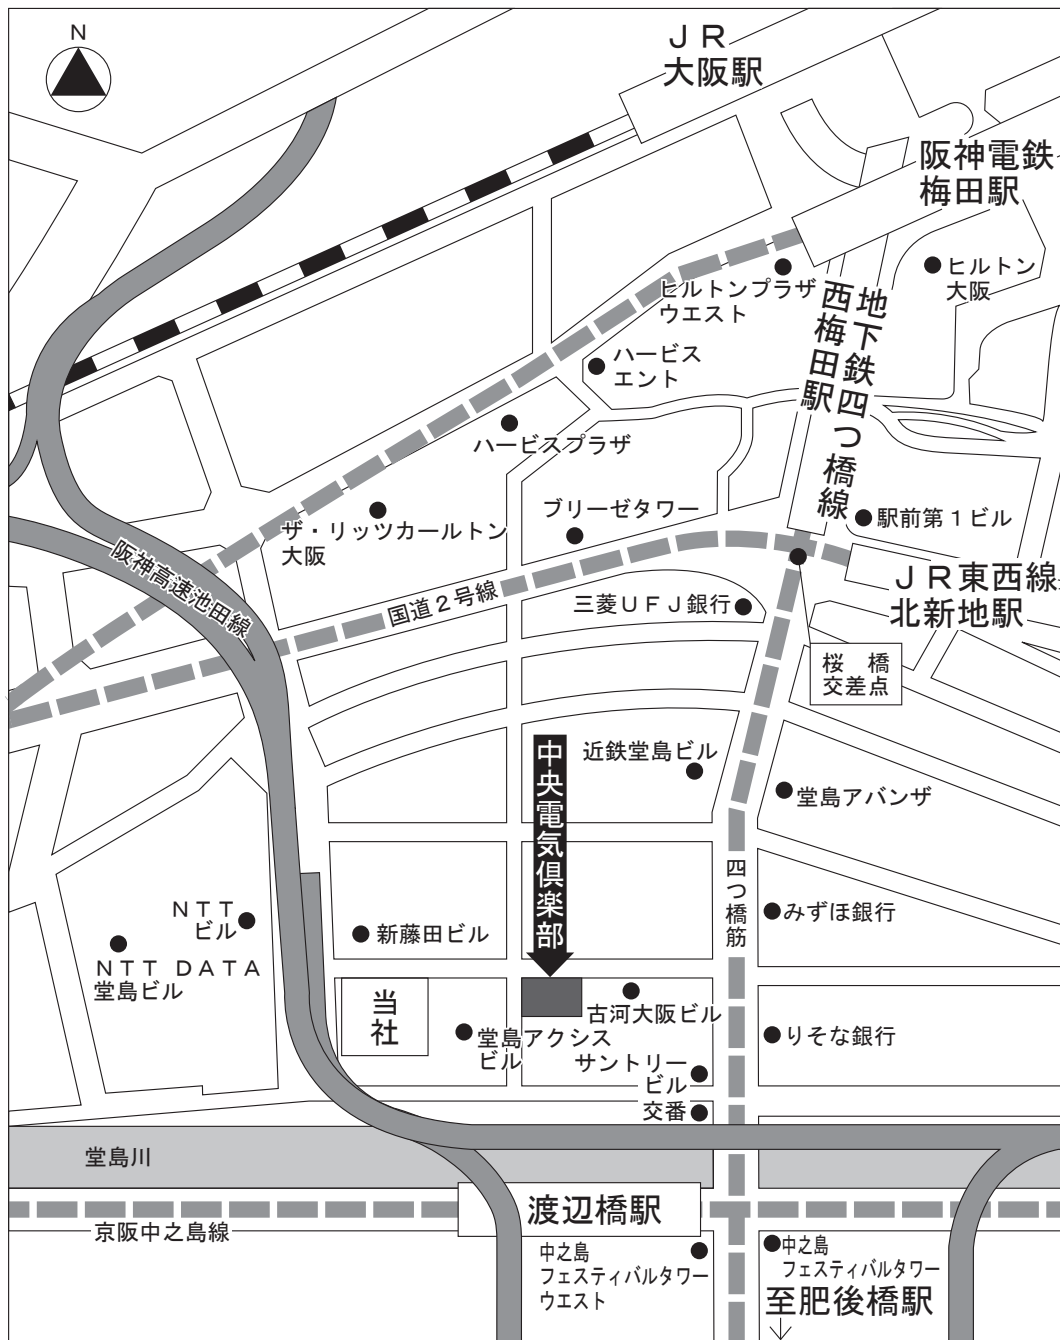 N
ＪＲ
大阪駅
阪神電鉄
梅田駅
ヒルトン
大阪
ヒルトンプラザ
ウエスト
地下鉄四つ橋線
西梅田駅
ハービス
エント
ハービスプラザ
ザ・リッツカールトン
大阪
ブリーゼタワー
駅前第１ビル
阪神高速池田線
国道２号線
三菱ＵＦＪ銀行
ＪＲ東西線
北新地駅
桜　橋
交差点
中央電気倶楽部
近鉄堂島ビル
堂島アバンザ
四つ橋筋
みずほ銀行
ＮＴＴ
ビル
ＮＴＴ ＤＡＴＡ
堂島ビル
新藤田ビル
当
社
堂島アクシス
ビル
古河大阪ビル
サントリー
ビル
交番
りそな銀行
堂島川
京阪中之島線
渡辺橋駅
中之島
フェスティバルタワー
ウエスト
中之島
フェスティバルタワー
至肥後橋駅